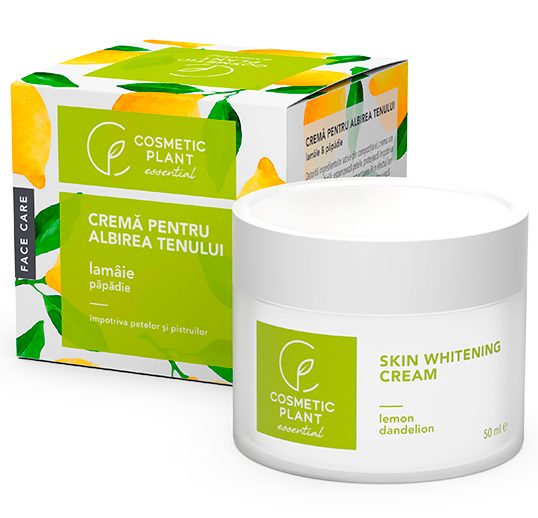 COSMETIC
PLANT
essential
CREMĂ PENTRU
ALBIREA TENULUI
lamâie
păpădie
împotriva petelor și pistruilor
FACE CARE
CREMĂ PENTRU ALBIREA TENULUI
lamâie & păpădie
COSMETIC
PLANT
essential
SKIN WHITENING
CREAM
lemon
dandelion
50 ml e